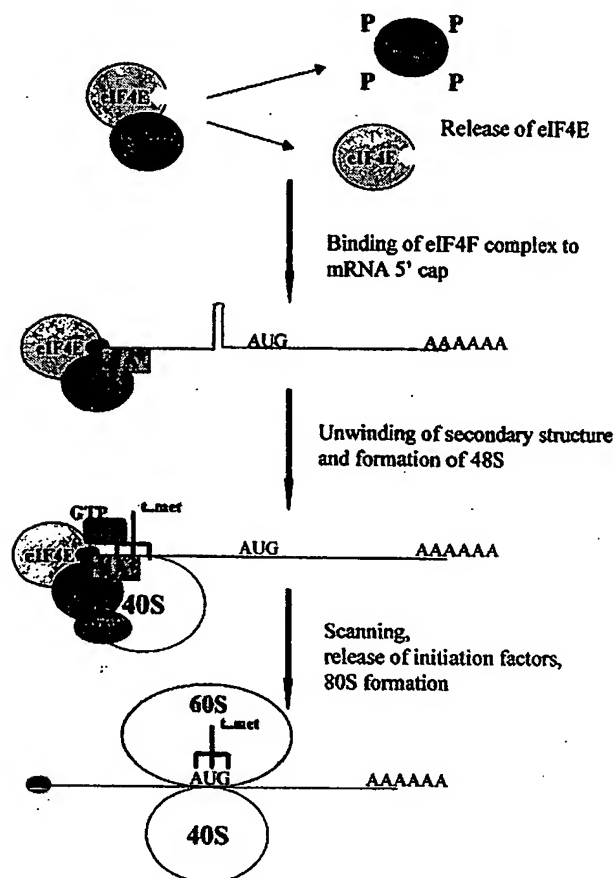 P P
eIF4E
P P
Release of eIF4E
eIF4E
Binding of eIF4F complex to
mRNA 5' cap
eIF4E
AUG AAAAAA
Unwinding of secondary structure
and formation of 48S
GTP t..met
eIF4E
AUG AAAAAA
40S
Scanning,
release of initiation factors,
80S formation
60S
t..met
AUG AAAAAA
40S